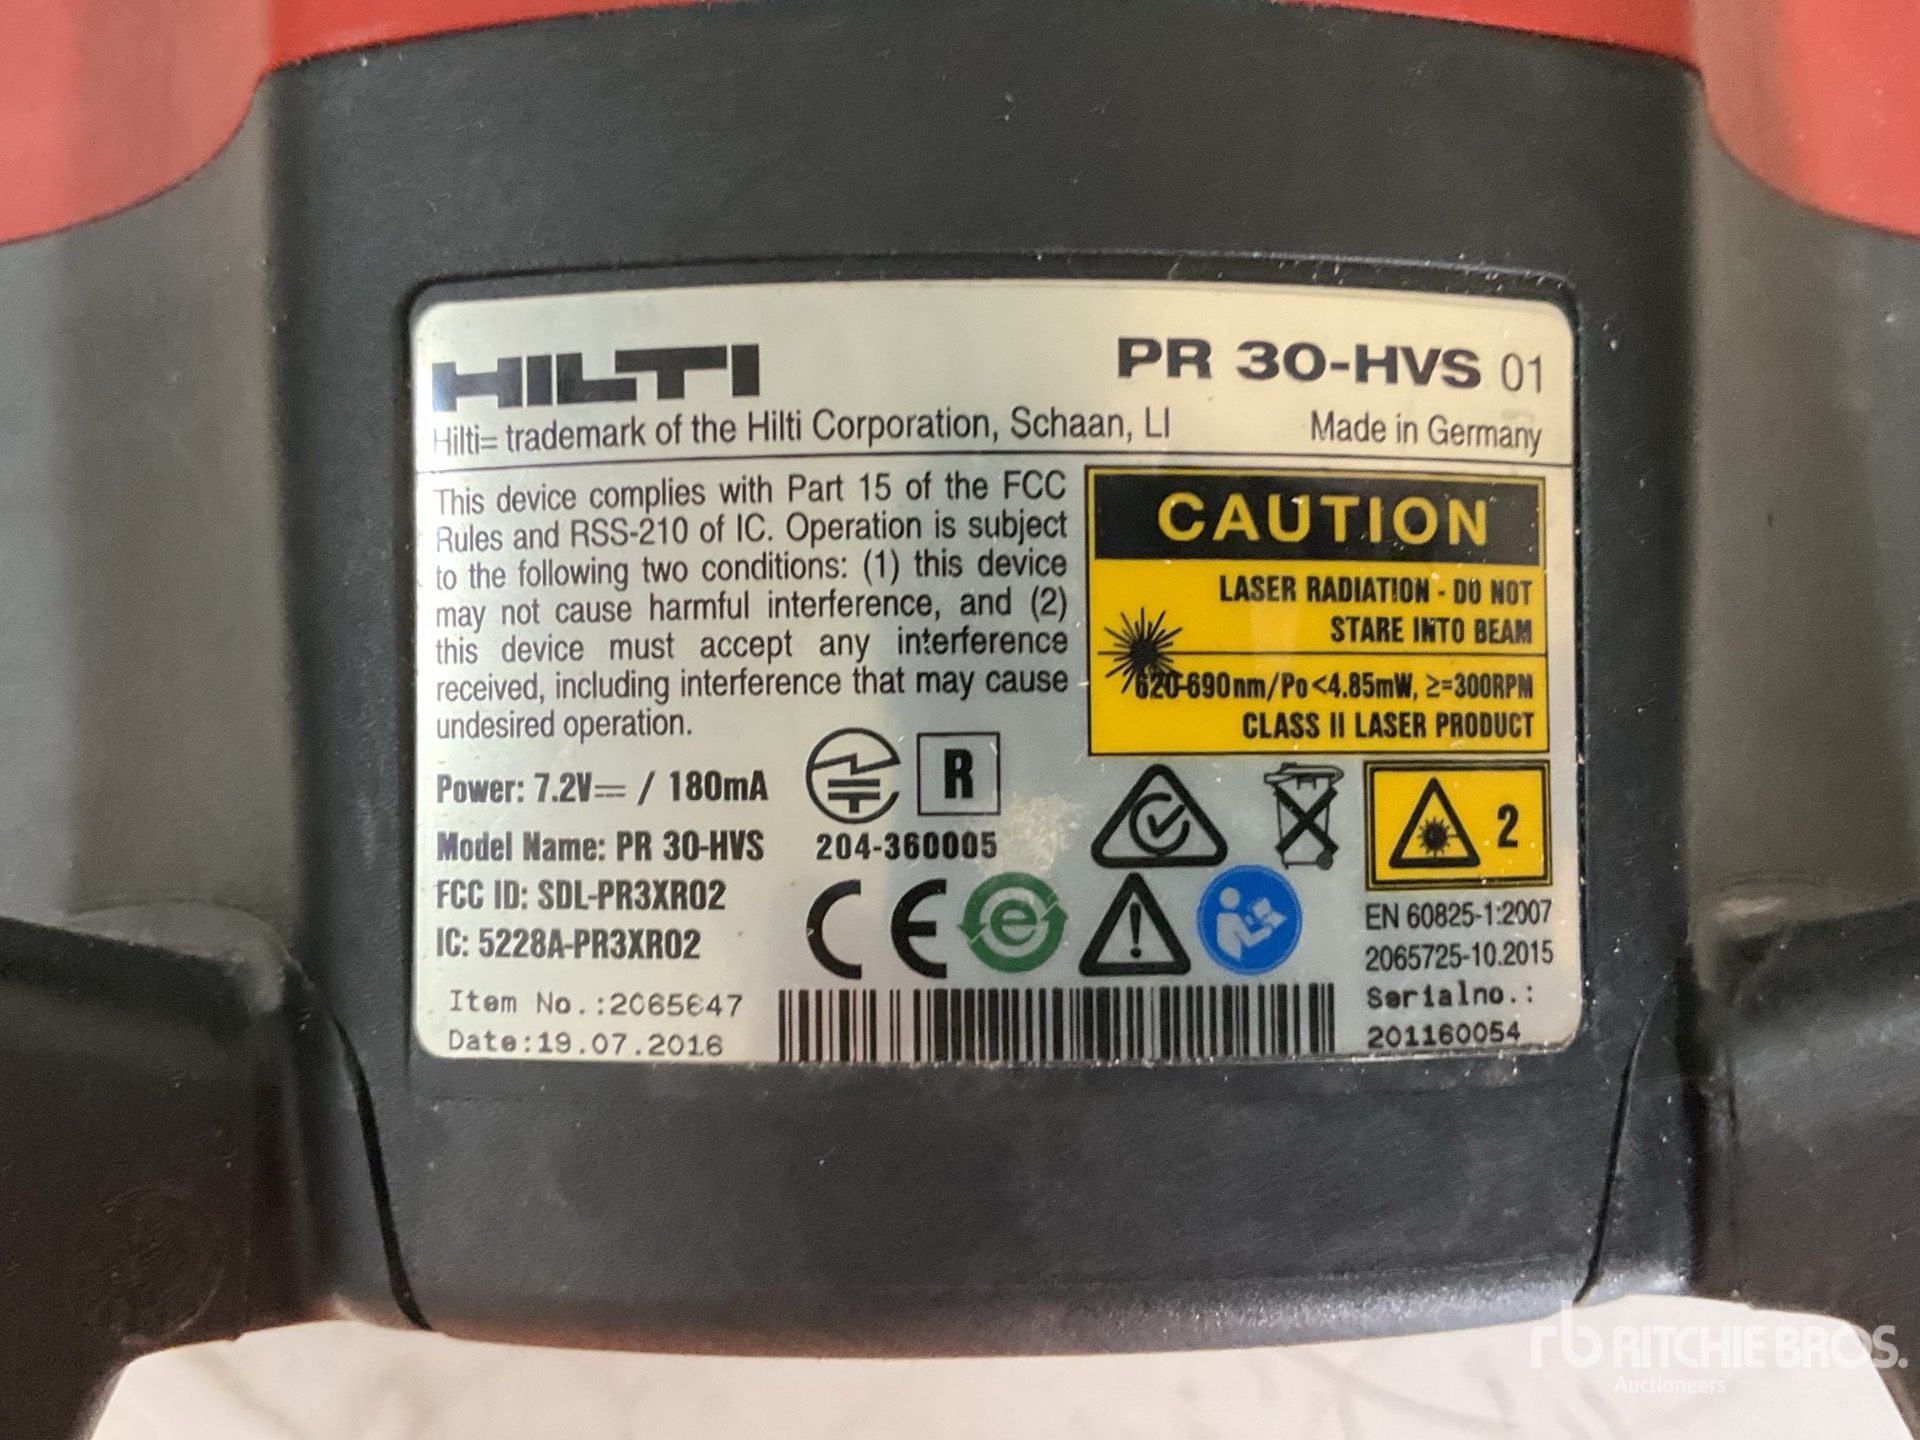 HILTI
PR 30-HVS 01
Hilti= trademark of the Hilti Corporation, Schaan, LI
Made in Germany
This device complies with Part 15 of the FCC
Rules and RSS-210 of IC. Operation is subject
to the following two conditions: (1) this device
may not cause harmful interference, and (2)
this device must accept any interference
received, including interference that may cause
undesired operation.
CAUTION
LASER RADIATION - DO NOT
STARE INTO BEAM
620-690nm/Po<4.85mW, ≥=300RPM
CLASS II LASER PRODUCT
Power: 7.2V⎓ / 180mA
R
Model Name: PR 30-HVS
204-360005
FCC ID: SDL-PR3XR02
IC: 5228A-PR3XR02
CE
e
2
EN 60825-1:2007
2065725-10.2015
Item No.:2065647
Date:19.07.2016
Serialno.:
201160054
rb RITCHIE BROS.
Auctioneers